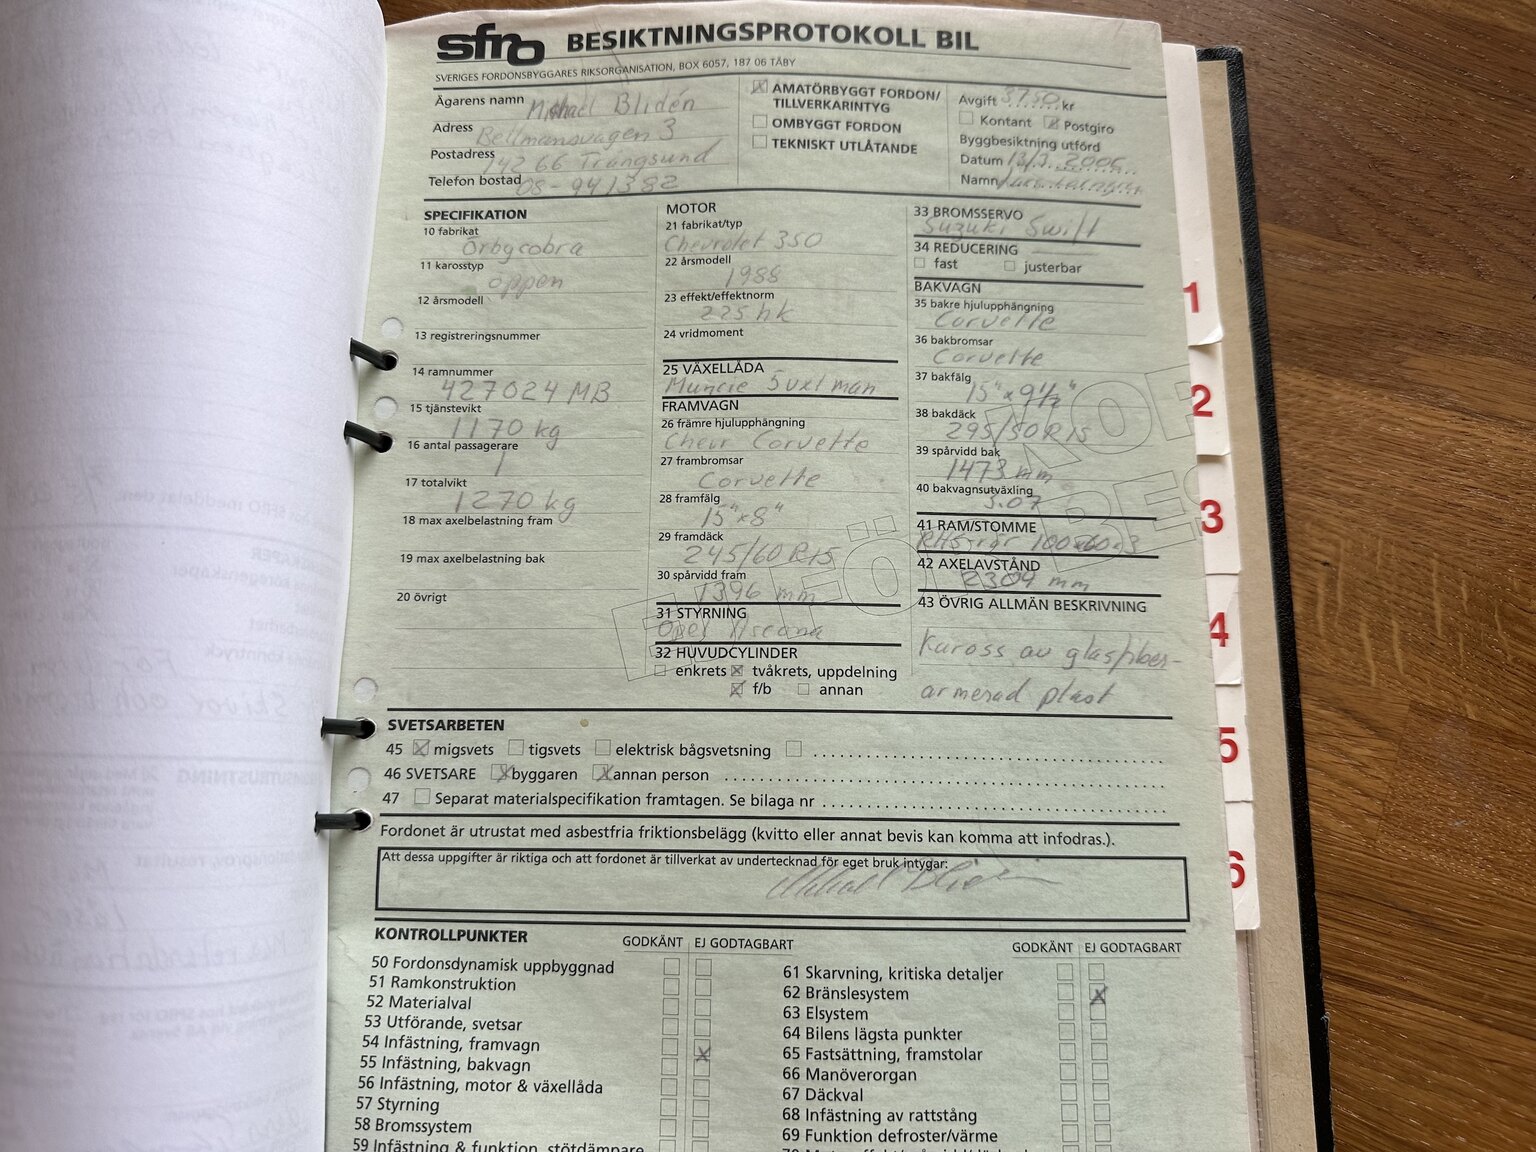 sfro BESIKTNINGSPROTOKOLL BIL
SVERIGES FORDONSBYGGARES RIKSORGANISATION, BOX 6057, 187 06 TÄBY
Ägarens namn Michael Blidén
Adress Bellmansvägen 3
Postadress 142 66 Trångsund
Telefon bostad 08-941382
AMATÖRBYGGT FORDON/
TILLVERKARINTYG
OMBYGGT FORDON
TEKNISKT UTLÅTANDE
Avgift 3750 kr
Kontant Postgiro
Byggbesiktning utförd
Datum 13/3 2006
Namn
SPECIFIKATION
10 fabrikat
Örbycobra
11 karosstyp
öppen
12 årsmodell
13 registreringsnummer
14 ramnummer
427024 MB
15 tjänstevikt
1170 kg
16 antal passagerare
1
17 totalvikt
1270 kg
18 max axelbelastning fram
19 max axelbelastning bak
20 övrigt
MOTOR
21 fabrikat/typ
Chevrolet 350
22 årsmodell
1988
23 effekt/effektnorm
225 hk
24 vridmoment
25 VÄXELLÅDA
Muncie 5vxl man
FRAMVAGN
26 främre hjulupphängning
Chevr Corvette
27 frambromsar
Corvette
28 framfälg
15"x8"
29 framdäck
245/60 R15
30 spårvidd fram
1396 mm
31 STYRNING
Opel Ascona
32 HUVUDCYLINDER
enkrets tvåkrets, uppdelning
f/b annan
33 BROMSSERVO
Suzuki Swift
34 REDUCERING
fast justerbar
BAKVAGN
35 bakre hjulupphängning
Corvette
36 bakbromsar
Corvette
37 bakfälg
15"x9½"
38 bakdäck
295/50R15
39 spårvidd bak
1473 mm
40 bakvagnsutväxling
3.07
41 RAM/STOMME
100x60x3
42 AXELAVSTÅND
2304 mm
43 ÖVRIG ALLMÄN BESKRIVNING
Kaross av glasfiber-
armerad plast
SVETSARBETEN
45 migsvets tigsvets elektrisk bågsvetsning
46 SVETSARE byggaren annan person
47 Separat materialspecifikation framtagen. Se bilaga nr
Fordonet är utrustat med asbestfria friktionsbelägg (kvitto eller annat bevis kan komma att infodras.).
Att dessa uppgifter är riktiga och att fordonet är tillverkat av undertecknad för eget bruk intygar:
KONTROLLPUNKTER GODKÄNT EJ GODTAGBART
50 Fordonsdynamisk uppbyggnad
51 Ramkonstruktion
52 Materialval
53 Utförande, svetsar
54 Infästning, framvagn
55 Infästning, bakvagn
56 Infästning, motor & växellåda
57 Styrning
58 Bromssystem
59 Infästning & funktion, stötdämpare
GODKÄNT EJ GODTAGBART
61 Skarvning, kritiska detaljer
62 Bränslesystem
63 Elsystem
64 Bilens lägsta punkter
65 Fastsättning, framstolar
66 Manöverorgan
67 Däckval
68 Infästning av rattstång
69 Funktion defroster/värme
1
2
3
4
5
6